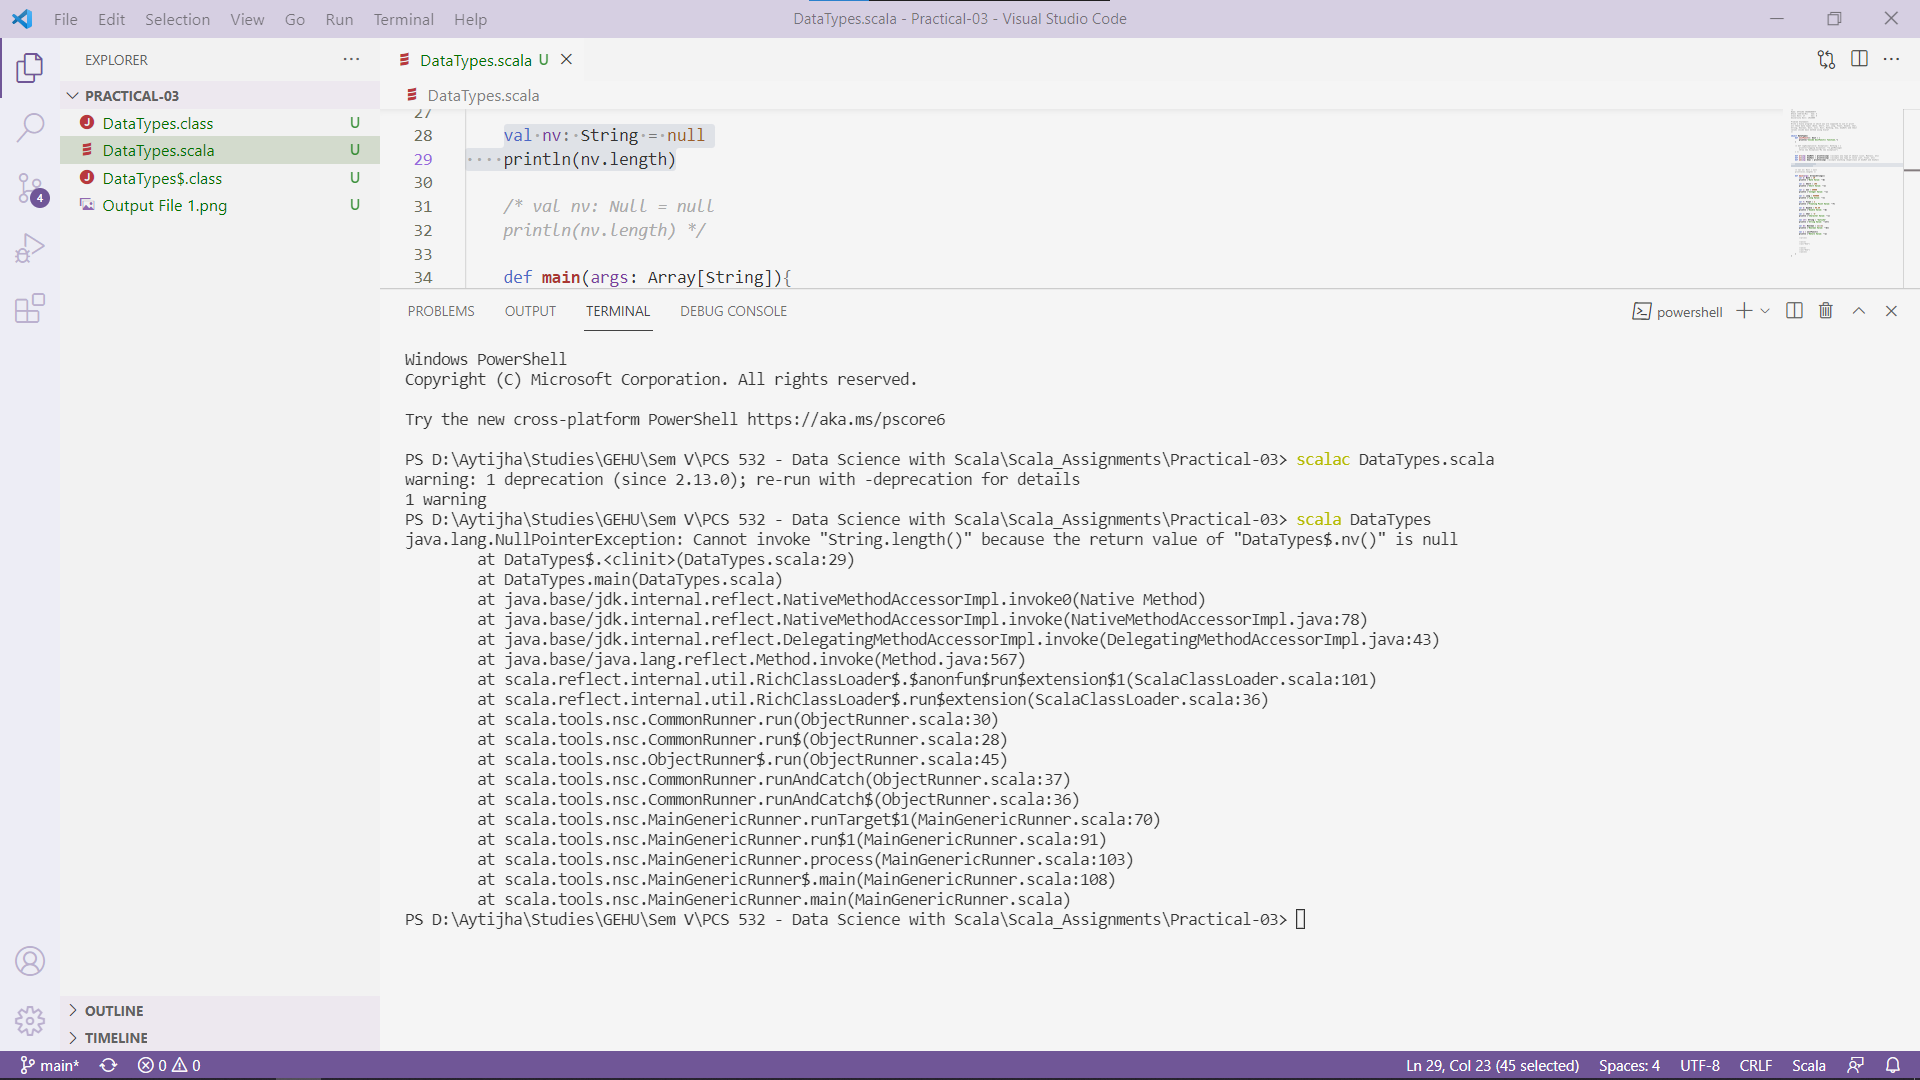 File Edit Selection View Go Run Terminal Help
DataTypes.scala - Practical-03 - Visual Studio Code
EXPLORER
PRACTICAL-03
DataTypes.class U
DataTypes.scala U
DataTypes$.class U
Output File 1.png U
4
OUTLINE
TIMELINE
DataTypes.scala U
DataTypes.scala
27
28 val nv: String = null
29 println(nv.length)
30
31 /* val nv: Null = null
32 println(nv.length) */
33
34 def main(args: Array[String]){
PROBLEMS OUTPUT TERMINAL DEBUG CONSOLE
powershell
Windows PowerShell
Copyright (C) Microsoft Corporation. All rights reserved.
Try the new cross-platform PowerShell https://aka.ms/pscore6
PS D:\Aytijha\Studies\GEHU\Sem V\PCS 532 - Data Science with Scala\Scala_Assignments\Practical-03> scalac DataTypes.scala
warning: 1 deprecation (since 2.13.0); re-run with -deprecation for details
1 warning
PS D:\Aytijha\Studies\GEHU\Sem V\PCS 532 - Data Science with Scala\Scala_Assignments\Practical-03> scala DataTypes
java.lang.NullPointerException: Cannot invoke "String.length()" because the return value of "DataTypes$.nv()" is null
at DataTypes$.<clinit>(DataTypes.scala:29)
at DataTypes.main(DataTypes.scala)
at java.base/jdk.internal.reflect.NativeMethodAccessorImpl.invoke0(Native Method)
at java.base/jdk.internal.reflect.NativeMethodAccessorImpl.invoke(NativeMethodAccessorImpl.java:78)
at java.base/jdk.internal.reflect.DelegatingMethodAccessorImpl.invoke(DelegatingMethodAccessorImpl.java:43)
at java.base/java.lang.reflect.Method.invoke(Method.java:567)
at scala.reflect.internal.util.RichClassLoader$.$anonfun$run$extension$1(ScalaClassLoader.scala:101)
at scala.reflect.internal.util.RichClassLoader$.run$extension(ScalaClassLoader.scala:36)
at scala.tools.nsc.CommonRunner.run(ObjectRunner.scala:30)
at scala.tools.nsc.CommonRunner.run$(ObjectRunner.scala:28)
at scala.tools.nsc.ObjectRunner$.run(ObjectRunner.scala:45)
at scala.tools.nsc.CommonRunner.runAndCatch(ObjectRunner.scala:37)
at scala.tools.nsc.CommonRunner.runAndCatch$(ObjectRunner.scala:36)
at scala.tools.nsc.MainGenericRunner.runTarget$1(MainGenericRunner.scala:70)
at scala.tools.nsc.MainGenericRunner.run$1(MainGenericRunner.scala:91)
at scala.tools.nsc.MainGenericRunner.process(MainGenericRunner.scala:103)
at scala.tools.nsc.MainGenericRunner$.main(MainGenericRunner.scala:108)
at scala.tools.nsc.MainGenericRunner.main(MainGenericRunner.scala)
PS D:\Aytijha\Studies\GEHU\Sem V\PCS 532 - Data Science with Scala\Scala_Assignments\Practical-03>
main* 0 0 Ln 29, Col 23 (45 selected) Spaces: 4 UTF-8 CRLF Scala